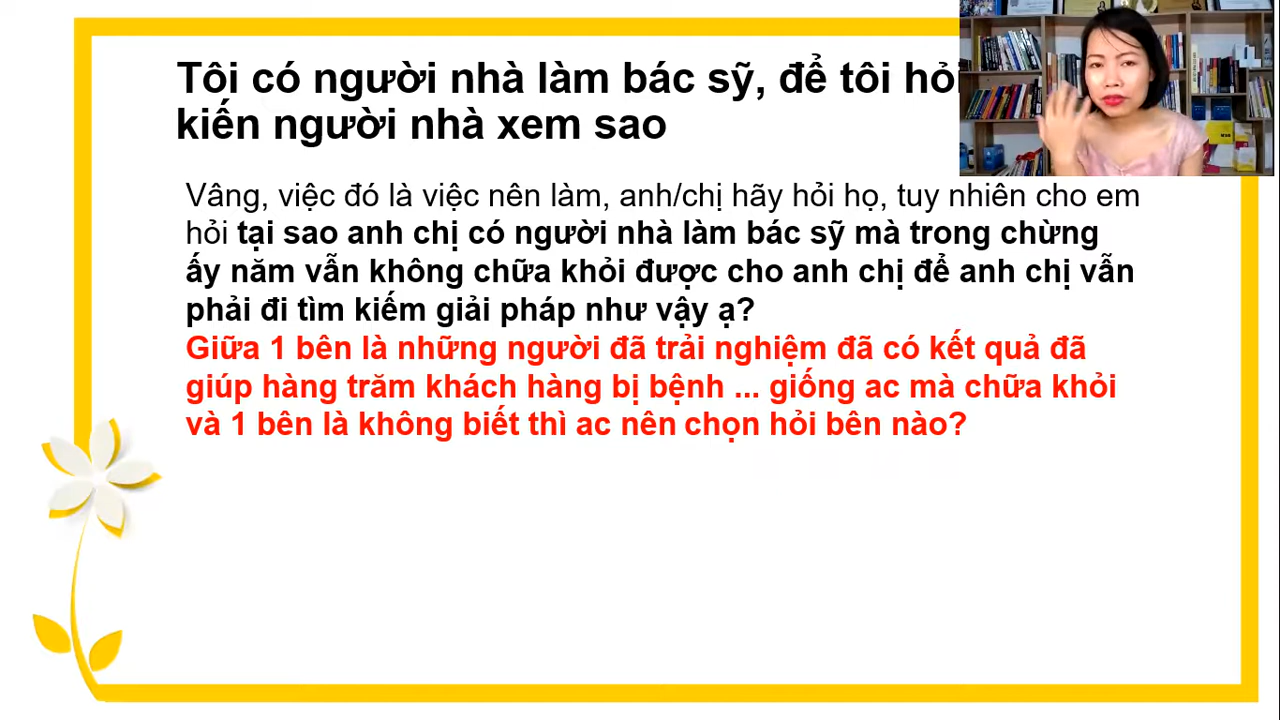 Tôi có người nhà làm bác sỹ, để tôi hỏi
kiến người nhà xem sao
Vâng, việc đó là việc nên làm, anh/chị hãy hỏi họ, tuy nhiên cho em
hỏi tại sao anh chị có người nhà làm bác sỹ mà trong chừng
ấy năm vẫn không chữa khỏi được cho anh chị để anh chị vẫn
phải đi tìm kiếm giải pháp như vậy ạ?
Giữa 1 bên là những người đã trải nghiệm đã có kết quả đã
giúp hàng trăm khách hàng bị bệnh ... giống ac mà chữa khỏi
và 1 bên là không biết thì ac nên chọn hỏi bên nào?